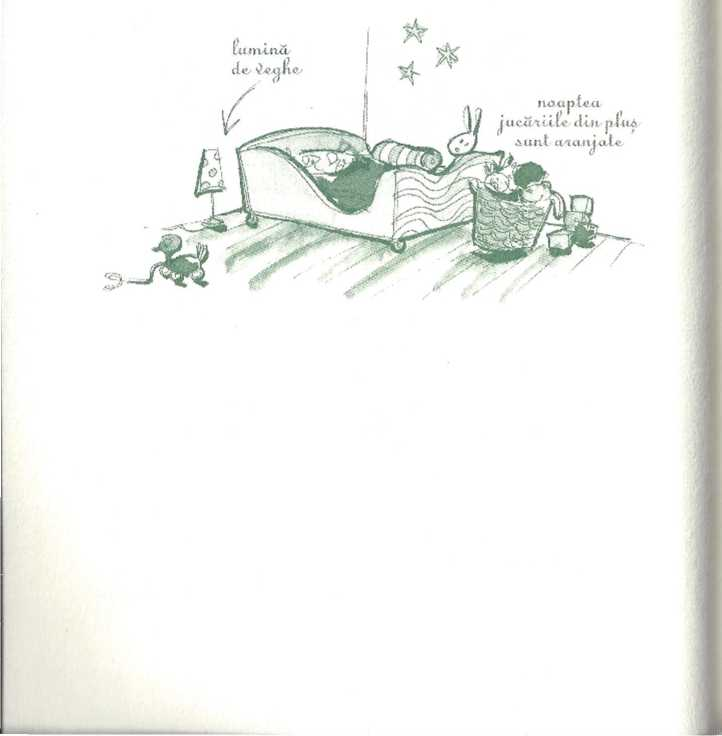 lumină
de veghe
noaptea
jucăriile din pluș
sunt aranjate